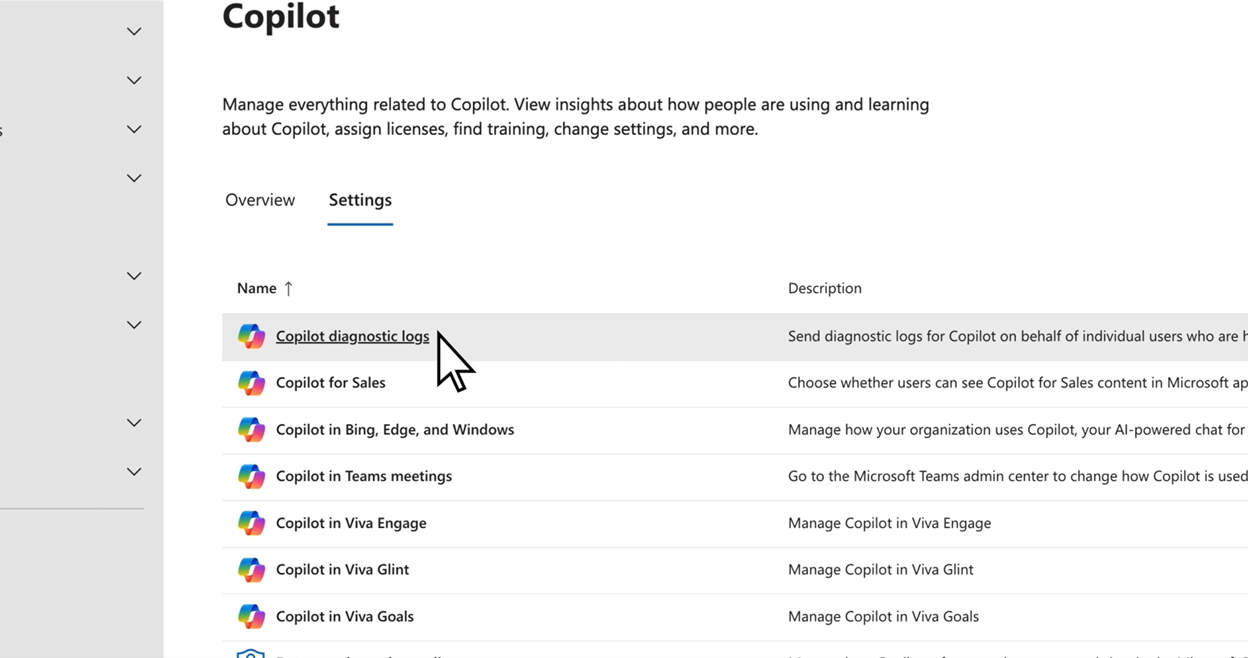 Copilot
Manage everything related to Copilot. View insights about how people are using and learning
about Copilot, assign licenses, find training, change settings, and more.
Overview Settings
Name ↑ Description
Copilot diagnostic logs Send diagnostic logs for Copilot on behalf of individual users who are
Copilot for Sales Choose whether users can see Copilot for Sales content in Microsoft
Copilot in Bing, Edge, and Windows Manage how your organization uses Copilot, your AI-powered chat for
Copilot in Teams meetings Go to the Microsoft Teams admin center to change how Copilot is used
Copilot in Viva Engage Manage Copilot in Viva Engage
Copilot in Viva Glint Manage Copilot in Viva Glint
Copilot in Viva Goals Manage Copilot in Viva Goals